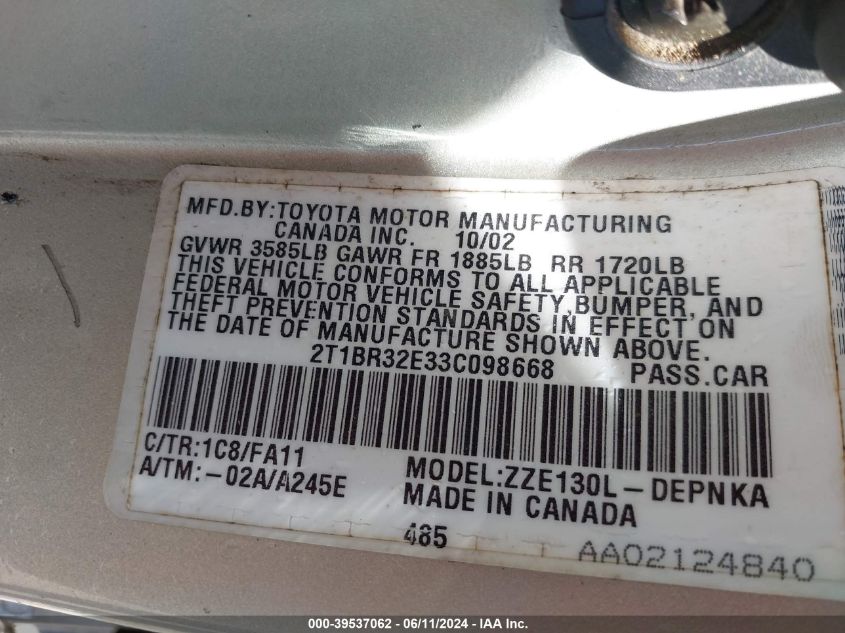 MFD.BY:TOYOTA MOTOR MANUFACTURING
CANADA INC. 10/02
GVWR 3585LB GAWR FR 1885LB RR 1720LB
THIS VEHICLE CONFORMS TO ALL APPLICABLE
FEDERAL MOTOR VEHICLE SAFETY,BUMPER, AND
THEFT PREVENTION STANDARDS IN EFFECT ON
THE DATE OF MANUFACTURE SHOWN ABOVE.
2T1BR32E33C098668 PASS.CAR
C/TR:1C8/FA11
A/TM:-02A/A245E
MODEL:ZZE130L-DEPNKA
MADE IN CANADA
485
AA02124840
000-39537062 - 06/11/2024 - IAA Inc.